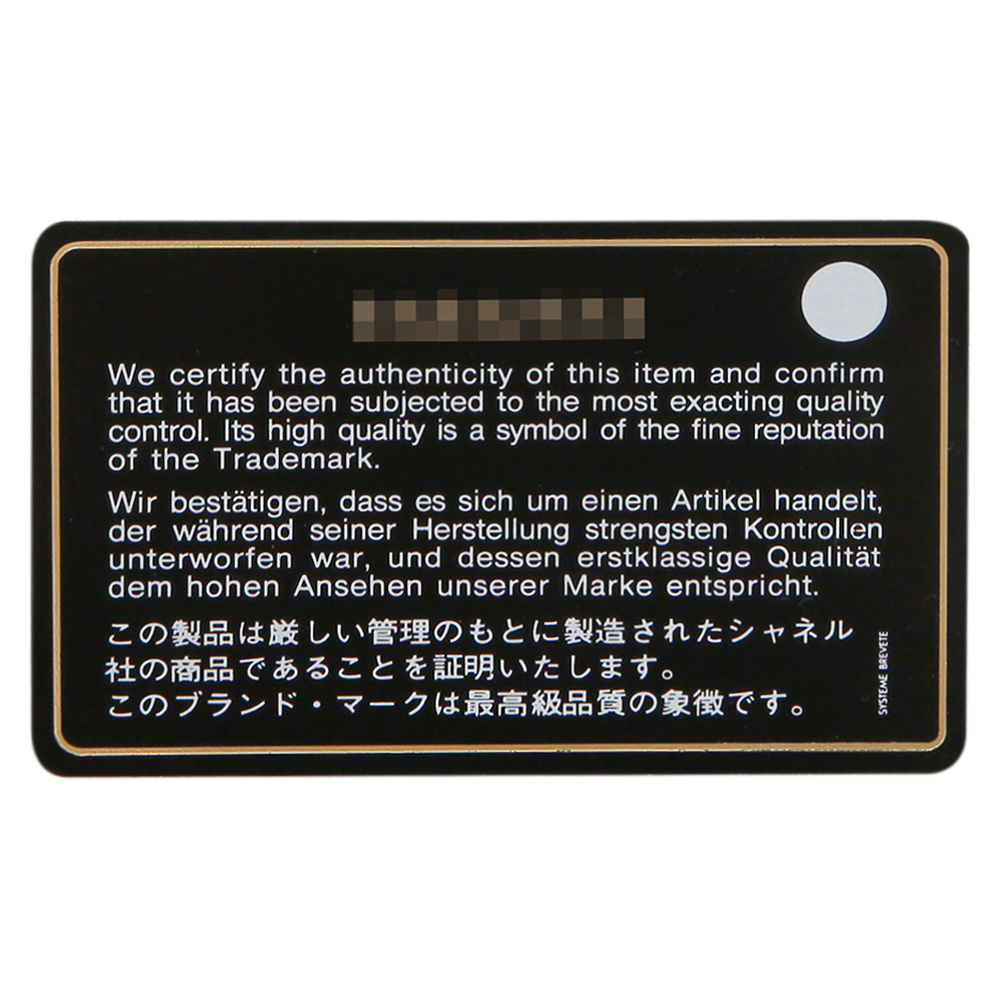 We certify the authenticity of this item and confirm
that it has been subjected to the most exacting quality
control. Its high quality is a symbol of the fine reputation
of the Trademark.
Wir bestätigen, dass es sich um einen Artikel handelt,
der während seiner Herstellung strengsten Kontrollen
unterworfen war, und dessen erstklassige Qualität
dem hohen Ansehen unserer Marke entspricht.
この製品は厳しい管理のもとに製造されたシャネル
社の商品であることを証明いたします。
このブランド・マークは最高級品質の象徴です。
SYSTEME BREVETE